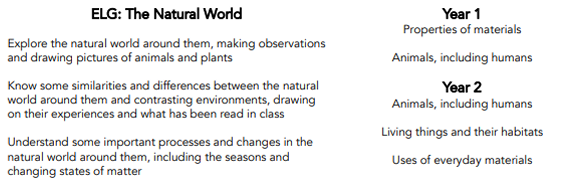 ELG: The Natural World
Explore the natural world around them, making observations
and drawing pictures of animals and plants
Know some similarities and differences between the natural
world around them and contrasting environments, drawing
on their experiences and what has been read in class
Understand some important processes and changes in the
natural world around them, including the seasons and
changing states of matter
Year 1
Properties of materials
Animals, including humans
Year 2
Animals, including humans
Living things and their habitats
Uses of everyday materials